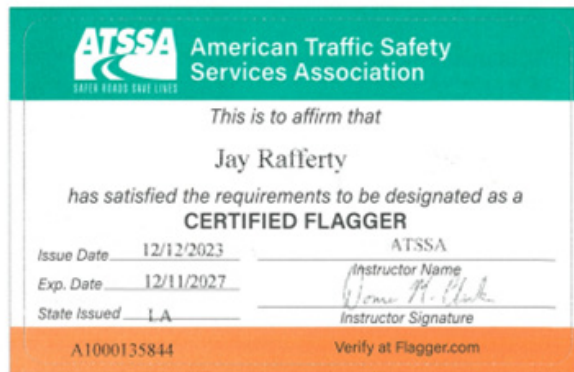 ATSSA
SAFER ROADS SAVE LIVES
American Traffic Safety
Services Association
This is to affirm that
Jay Rafferty
has satisfied the requirements to be designated as a
CERTIFIED FLAGGER
Issue Date 12/12/2023
ATSSA
Instructor Name
Exp. Date 12/11/2027
State Issued LA
Instructor Signature
A1000135844
Verify at Flagger.com